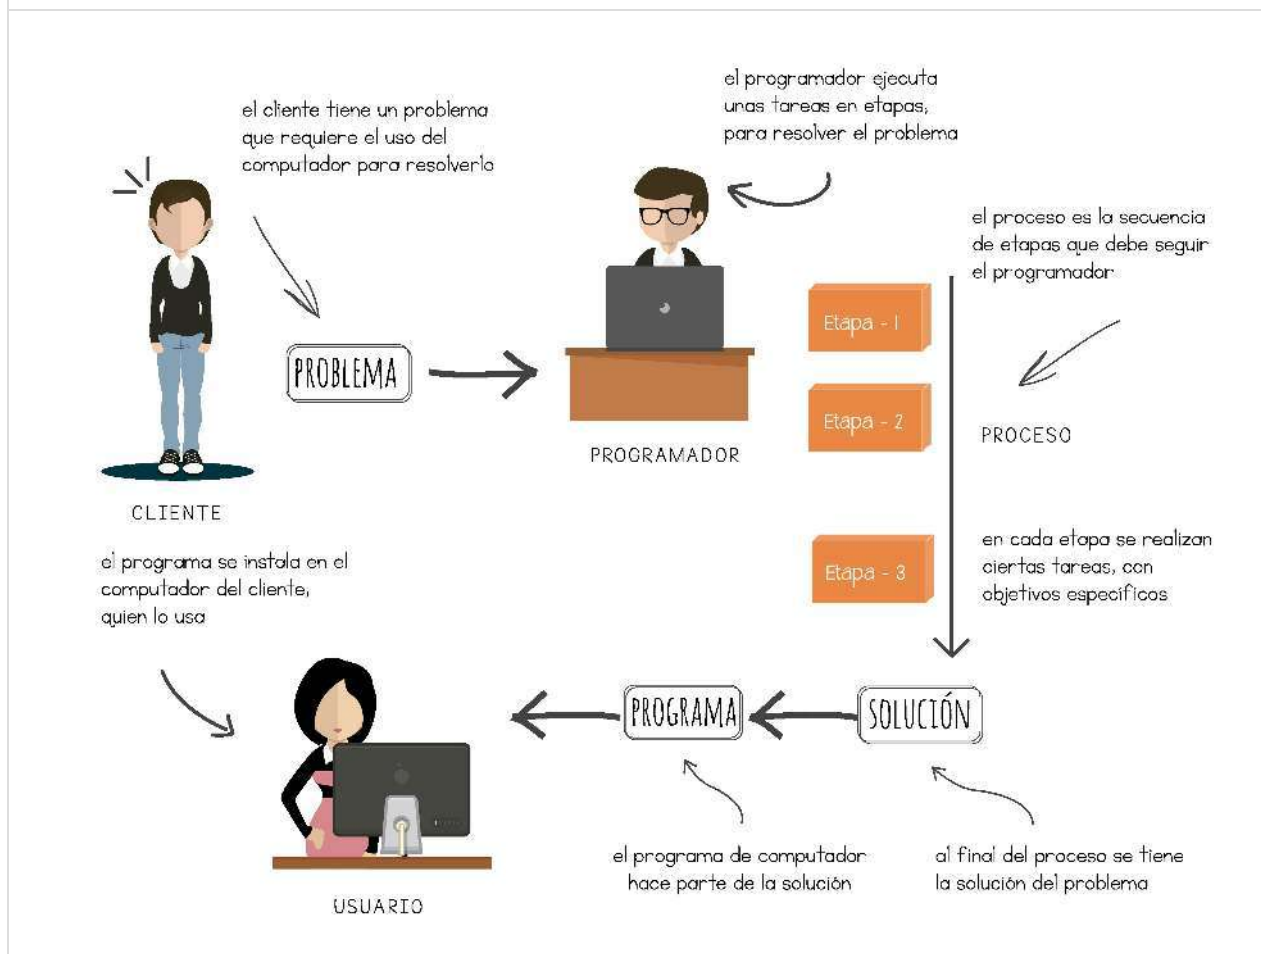 el cliente tiene un problema
que requiere el uso del
computador para resolverlo
el programador ejecuta
unas tareas en etapas,
para resolver el problema
el proceso es la secuencia
de etapas que debe seguir
el programador
Etapa - 1
PROBLEMA
Etapa - 2
PROCESO
PROGRAMADOR
CLIENTE
en cada etapa se realizan
ciertas tareas, con
objetivos específicos
Etapa - 3
el programa se instala en el
computador del cliente,
quien lo usa
PROGRAMA
SOLUCIÓN
el programa de computador
hace parte de la solución
al final del proceso se tiene
la solución del problema
USUARIO